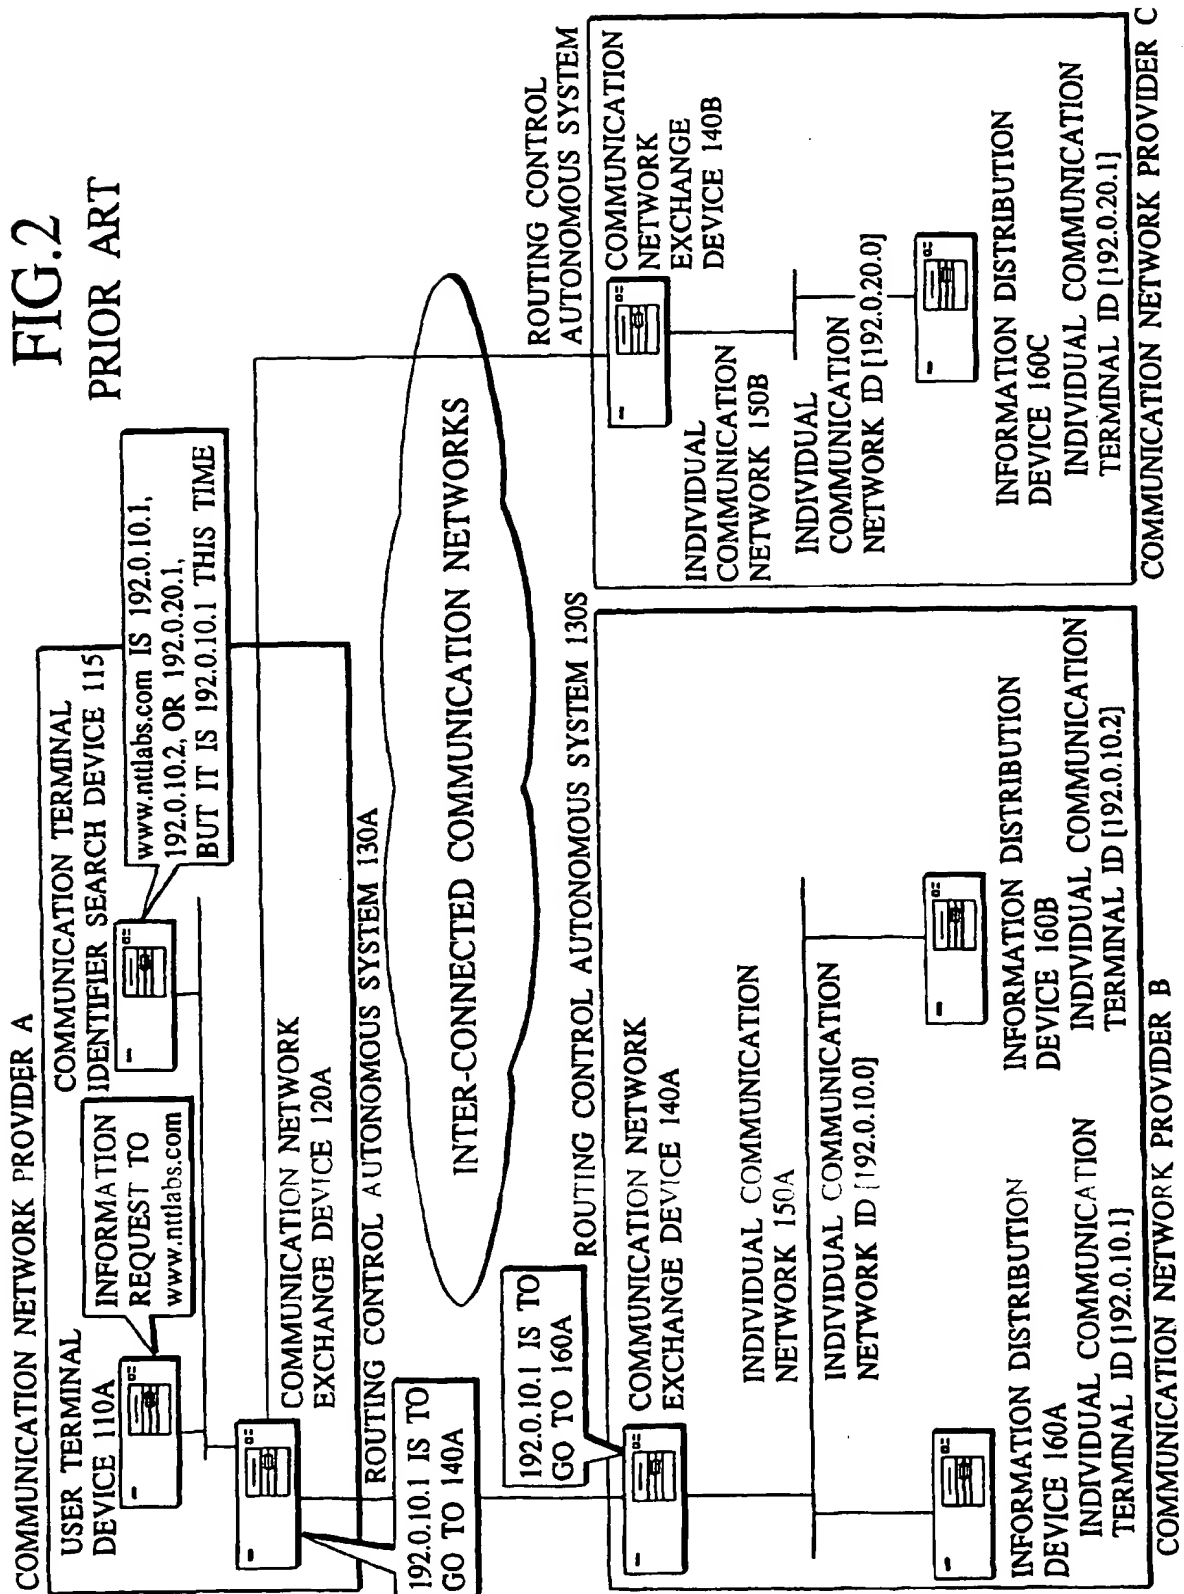 FIG.2
PRIOR ART
COMMUNICATION NETWORK PROVIDER A
USER TERMINAL
DEVICE 110A
INFORMATION
REQUEST TO
www.nttlabs.com
COMMUNICATION TERMINAL
IDENTIFIER SEARCH DEVICE 115
www.nttlabs.com IS 192.0.10.1,
192.0.10.2, OR 192.0.20.1,
BUT IT IS 192.0.10.1 THIS TIME
COMMUNICATION NETWORK
EXCHANGE DEVICE 120A
ROUTING CONTROL AUTONOMOUS SYSTEM 130A
192.0.10.1 IS TO
GO TO 140A
INTER-CONNECTED COMMUNICATION NETWORKS
192.0.10.1 IS TO
GO TO 160A
ROUTING CONTROL AUTONOMOUS SYSTEM 130S
COMMUNICATION NETWORK
EXCHANGE DEVICE 140A
INDIVIDUAL COMMUNICATION
NETWORK 150A
INDIVIDUAL COMMUNICATION
NETWORK ID [192.0.10.0]
INFORMATION DISTRIBUTION
DEVICE 160A
INDIVIDUAL COMMUNICATION
TERMINAL ID [192.0.10.1]
INFORMATION DISTRIBUTION
DEVICE 160B
INDIVIDUAL COMMUNICATION
TERMINAL ID [192.0.10.2]
COMMUNICATION NETWORK PROVIDER B
ROUTING CONTROL
AUTONOMOUS SYSTEM
COMMUNICATION
NETWORK
EXCHANGE
DEVICE 140B
INDIVIDUAL
COMMUNICATION
NETWORK 150B
INDIVIDUAL
COMMUNICATION
NETWORK ID [192.0.20.0]
INFORMATION DISTRIBUTION
DEVICE 160C
INDIVIDUAL COMMUNICATION
TERMINAL ID [192.0.20.1]
COMMUNICATION NETWORK PROVIDER C